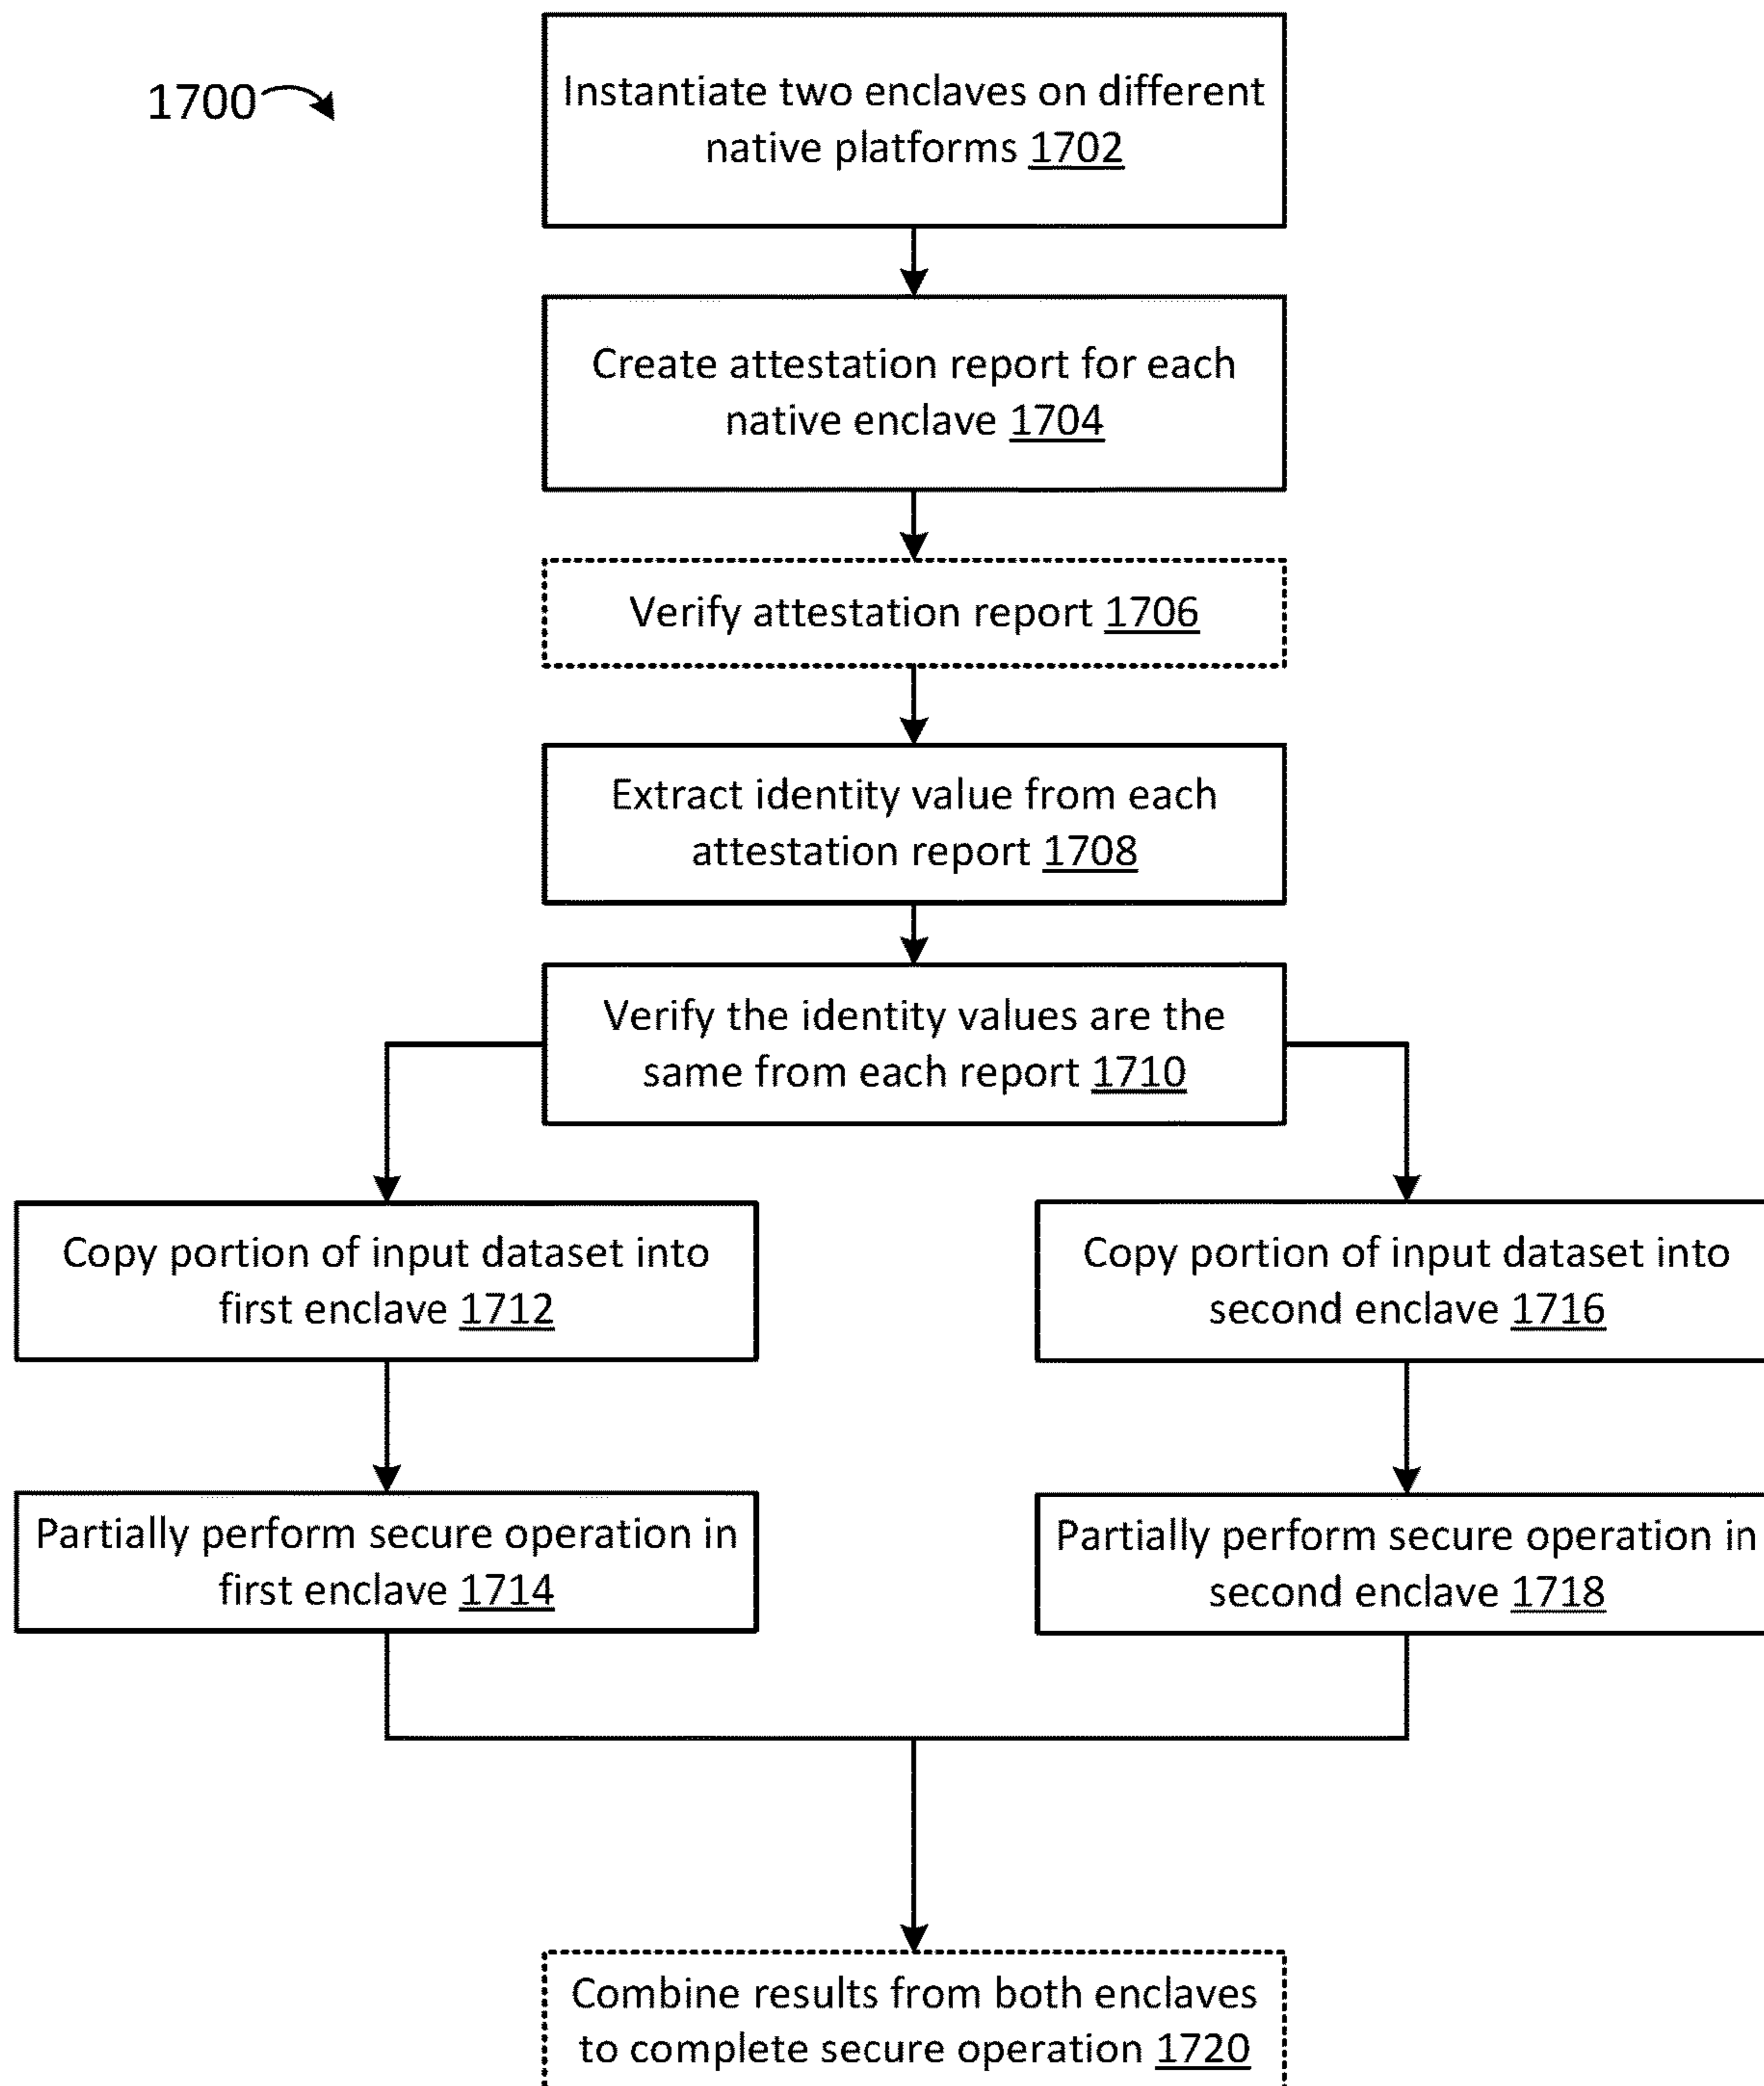 1700
Instantiate two enclaves on different
native platforms 1702
Create attestation report for each
native enclave 1704
Verify attestation report 1706
Extract identity value from each
attestation report 1708
Verify the identity values are the
same from each report 1710
Copy portion of input dataset into
first enclave 1712
Partially perform secure operation in
first enclave 1714
Copy portion of input dataset into
second enclave 1716
Partially perform secure operation in
second enclave 1718
Combine results from both enclaves
to complete secure operation 1720